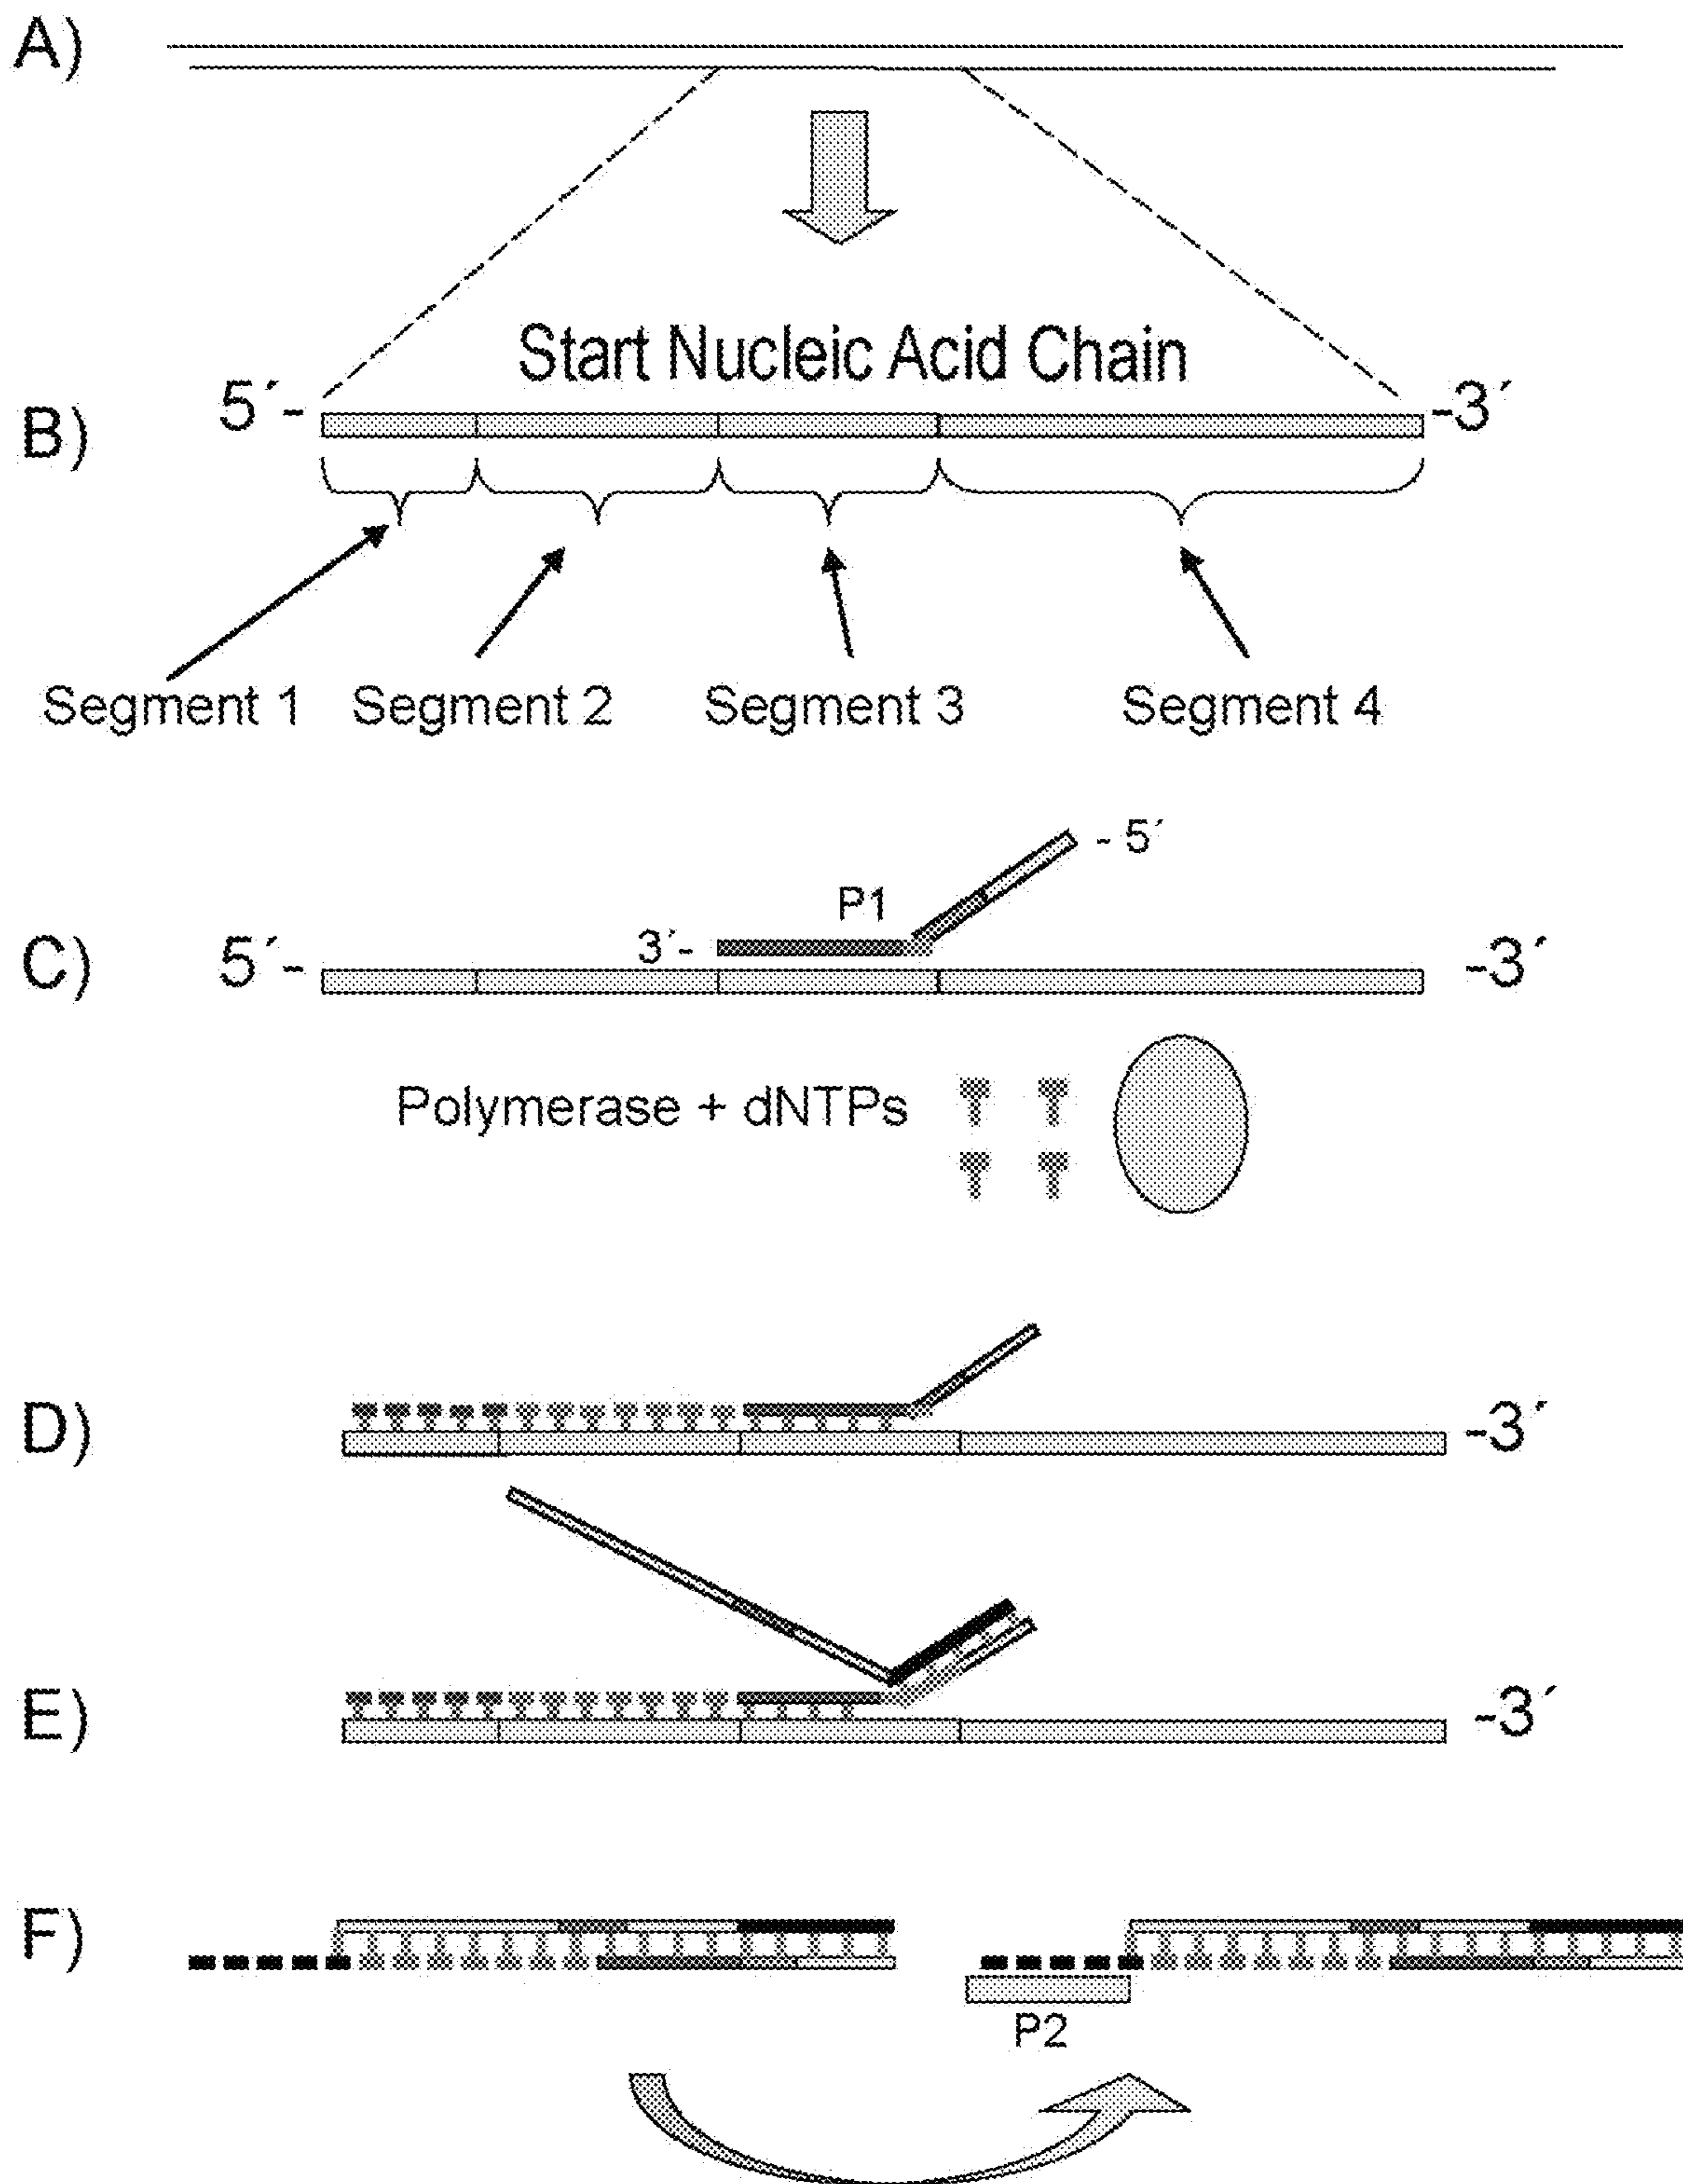 A)
Start Nucleic Acid Chain
5´-
-3´
B)
Segment 1
Segment 2
Segment 3
Segment 4
- 5´
P1
3´-
C)
5´-
-3´
Polymerase + dNTPs
D)
-3´
E)
-3´
F)
P2